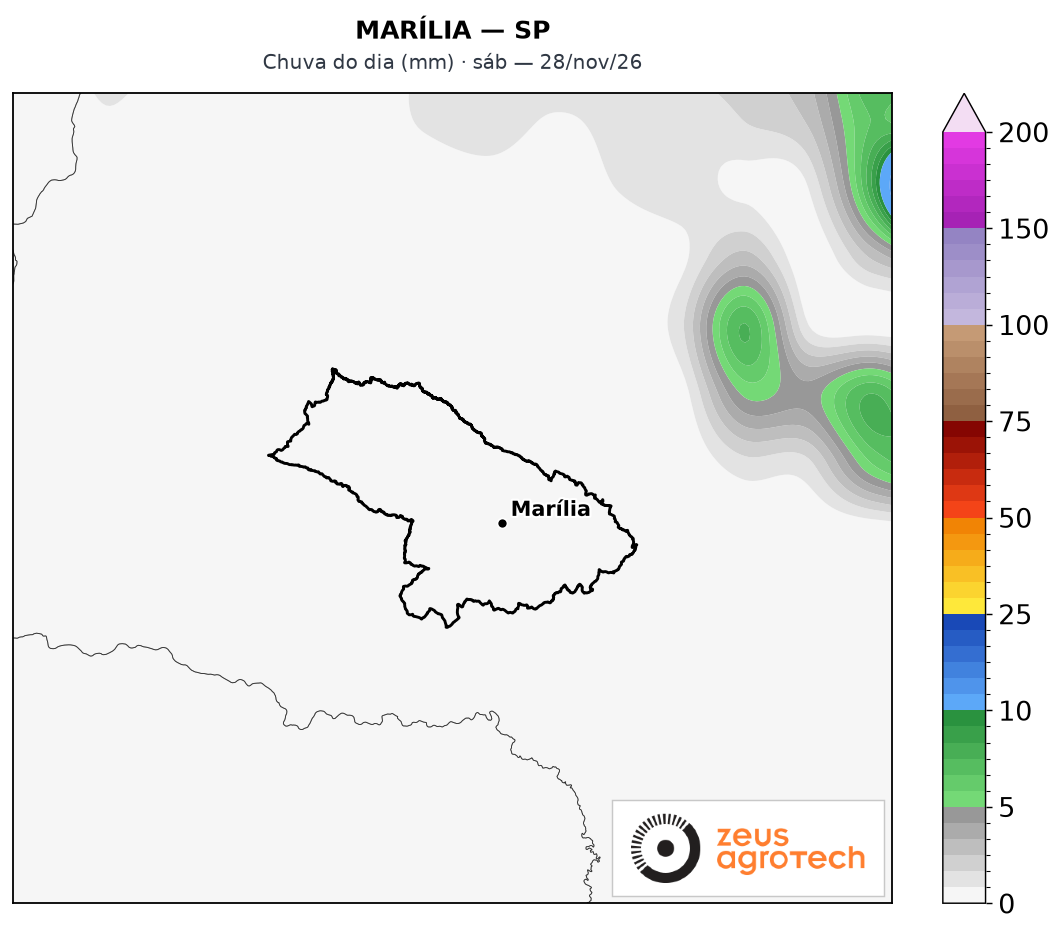 MARÍLIA — SP
Chuva do dia (mm) · sáb — 28/nov/26
Marília
200
150
100
75
50
25
10
5
0
zeus
agrotech